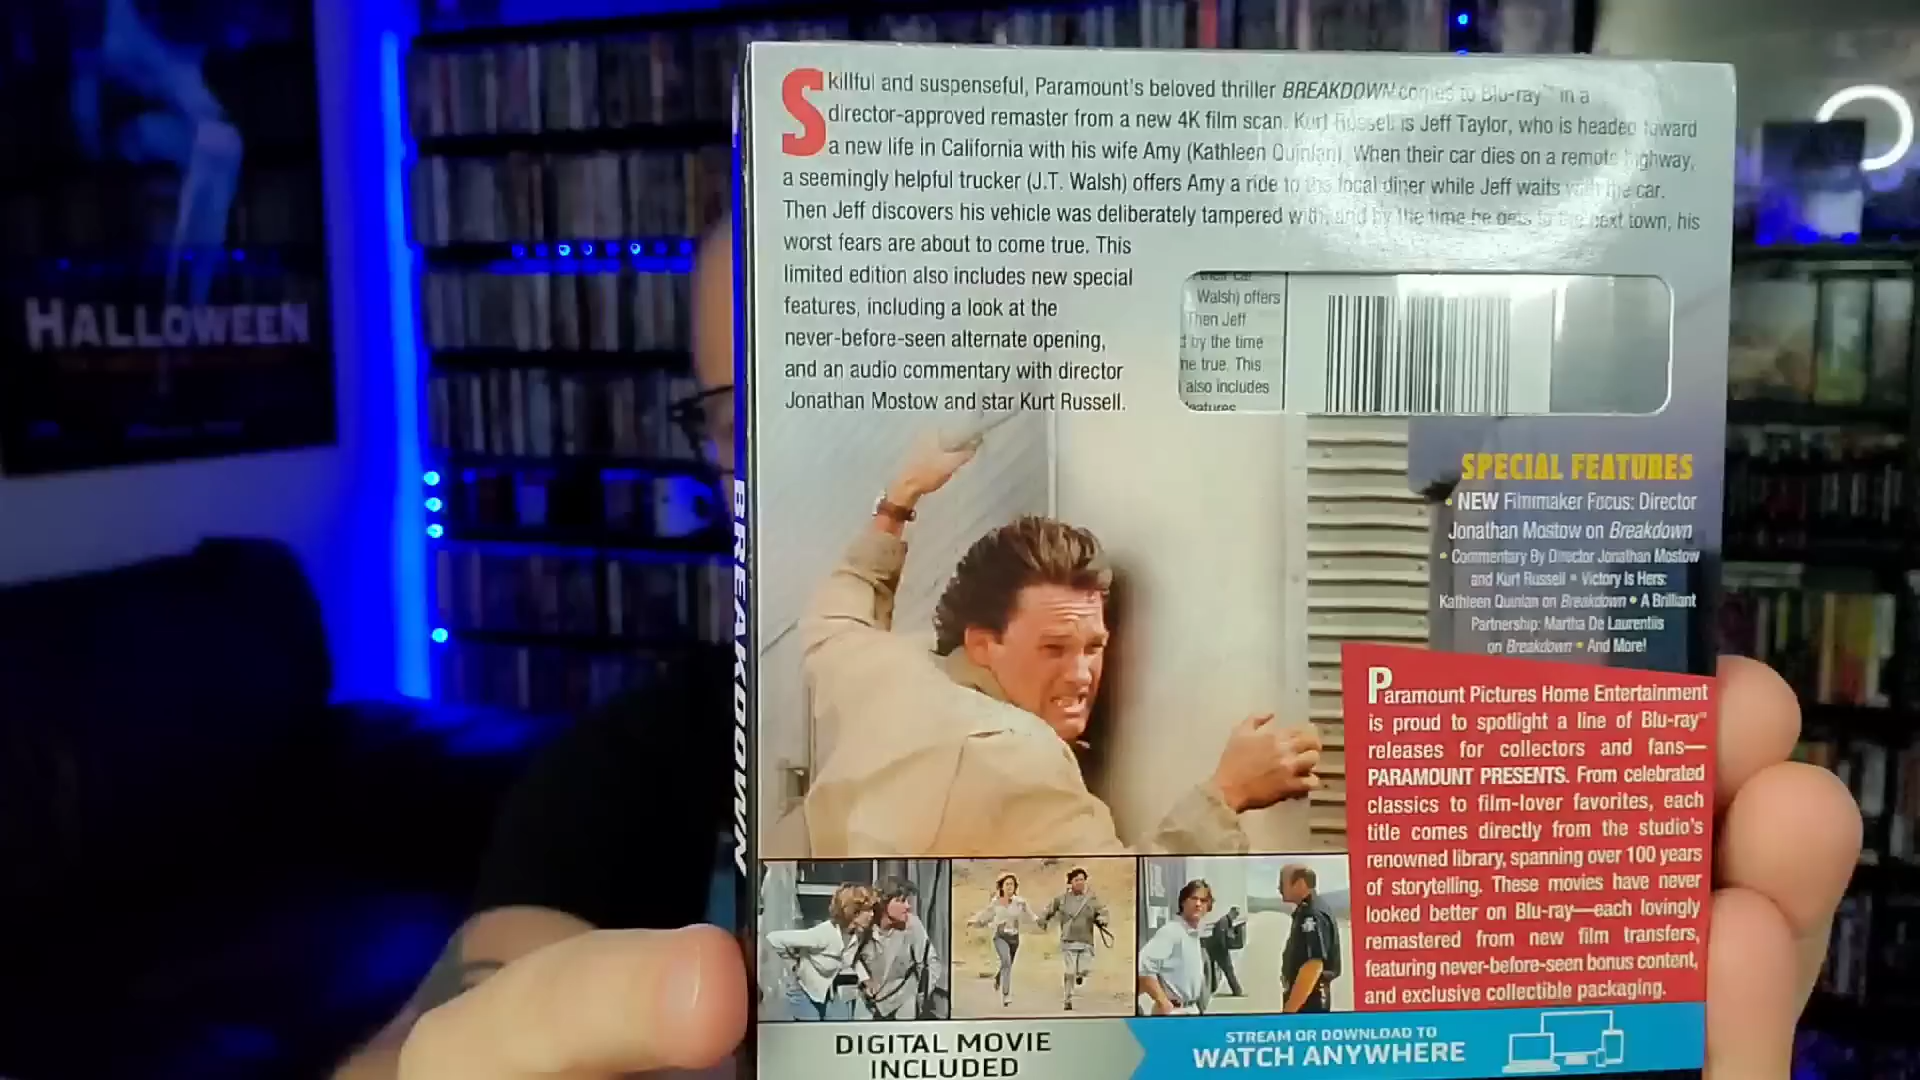 HALLOWEEN
Skillful and suspenseful, Paramount's beloved thriller BREAKDOWN comes to Blu-ray™ in a
director-approved remaster from a new 4K film scan. Kurt Russell is Jeff Taylor, who is headed toward
a new life in California with his wife Amy (Kathleen Quinlan). When their car dies on a remote highway,
a seemingly helpful trucker (J.T. Walsh) offers Amy a ride to the local diner while Jeff waits with the car.
Then Jeff discovers his vehicle was deliberately tampered with, and by the time he gets to the next town, his
worst fears are about to come true. This
limited edition also includes new special
features, including a look at the
never-before-seen alternate opening,
and an audio commentary with director
Jonathan Mostow and star Kurt Russell.
Walsh) offers
Then Jeff
by the time
true. This
also includes
features
SPECIAL FEATURES
• NEW Filmmaker Focus: Director
Jonathan Mostow on Breakdown
• Commentary By Director Jonathan Mostow
and Kurt Russell • Victory Is Hers:
Kathleen Quinlan on Breakdown • A Brilliant
Partnership: Martha De Laurentiis
on Breakdown • And More!
Paramount Pictures Home Entertainment
is proud to spotlight a line of Blu-ray™
releases for collectors and fans—
PARAMOUNT PRESENTS. From celebrated
classics to film-lover favorites, each
title comes directly from the studio's
renowned library, spanning over 100 years
of storytelling. These movies have never
looked better on Blu-ray—each lovingly
remastered from new film transfers,
featuring never-before-seen bonus content,
and exclusive collectible packaging.
BREAKDOWN
DIGITAL MOVIE
INCLUDED
STREAM OR DOWNLOAD TO
WATCH ANYWHERE